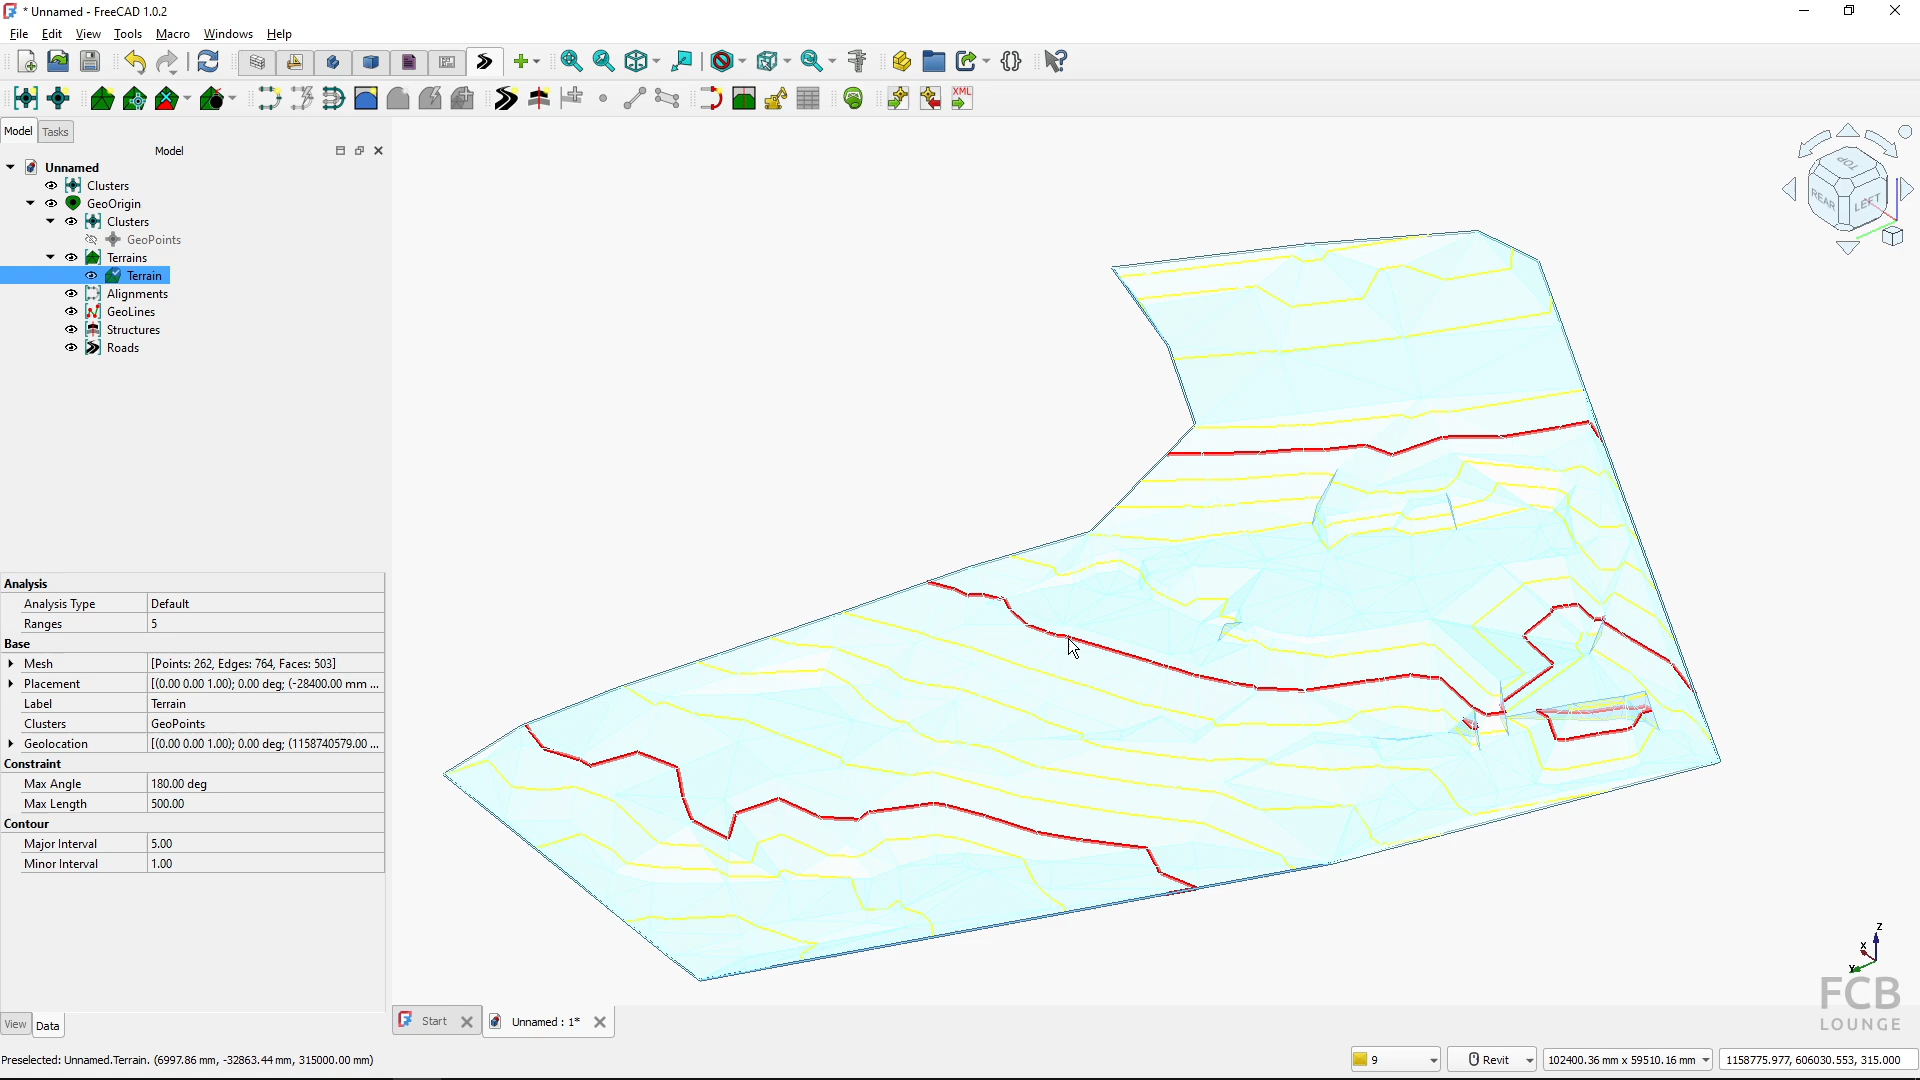 * Unnamed - FreeCAD 1.0.2
File Edit View Tools Macro Windows Help
XML
Model Tasks
Model
Unnamed
Clusters
GeoOrigin
Clusters
GeoPoints
Terrains
Terrain
Alignments
GeoLines
Structures
Roads
TOP
REAR LEFT
Analysis
Analysis Type Default
Ranges 5
Base
Mesh [Points: 262, Edges: 764, Faces: 503]
Placement [(0.00 0.00 1.00); 0.00 deg; (-28400.00 mm ...
Label Terrain
Clusters GeoPoints
Geolocation [(0.00 0.00 1.00); 0.00 deg; (1158740579.00 ...
Constraint
Max Angle 180.00 deg
Max Length 500.00
Contour
Major Interval 5.00
Minor Interval 1.00
Z
X
Y
FCB
LOUNGE
View Data
Start Unnamed : 1*
Preselected: Unnamed.Terrain. (6997.86 mm, -32863.44 mm, 315000.00 mm)
9 Revit 102400.36 mm x 59510.16 mm 1158775.977, 606030.553, 315.000